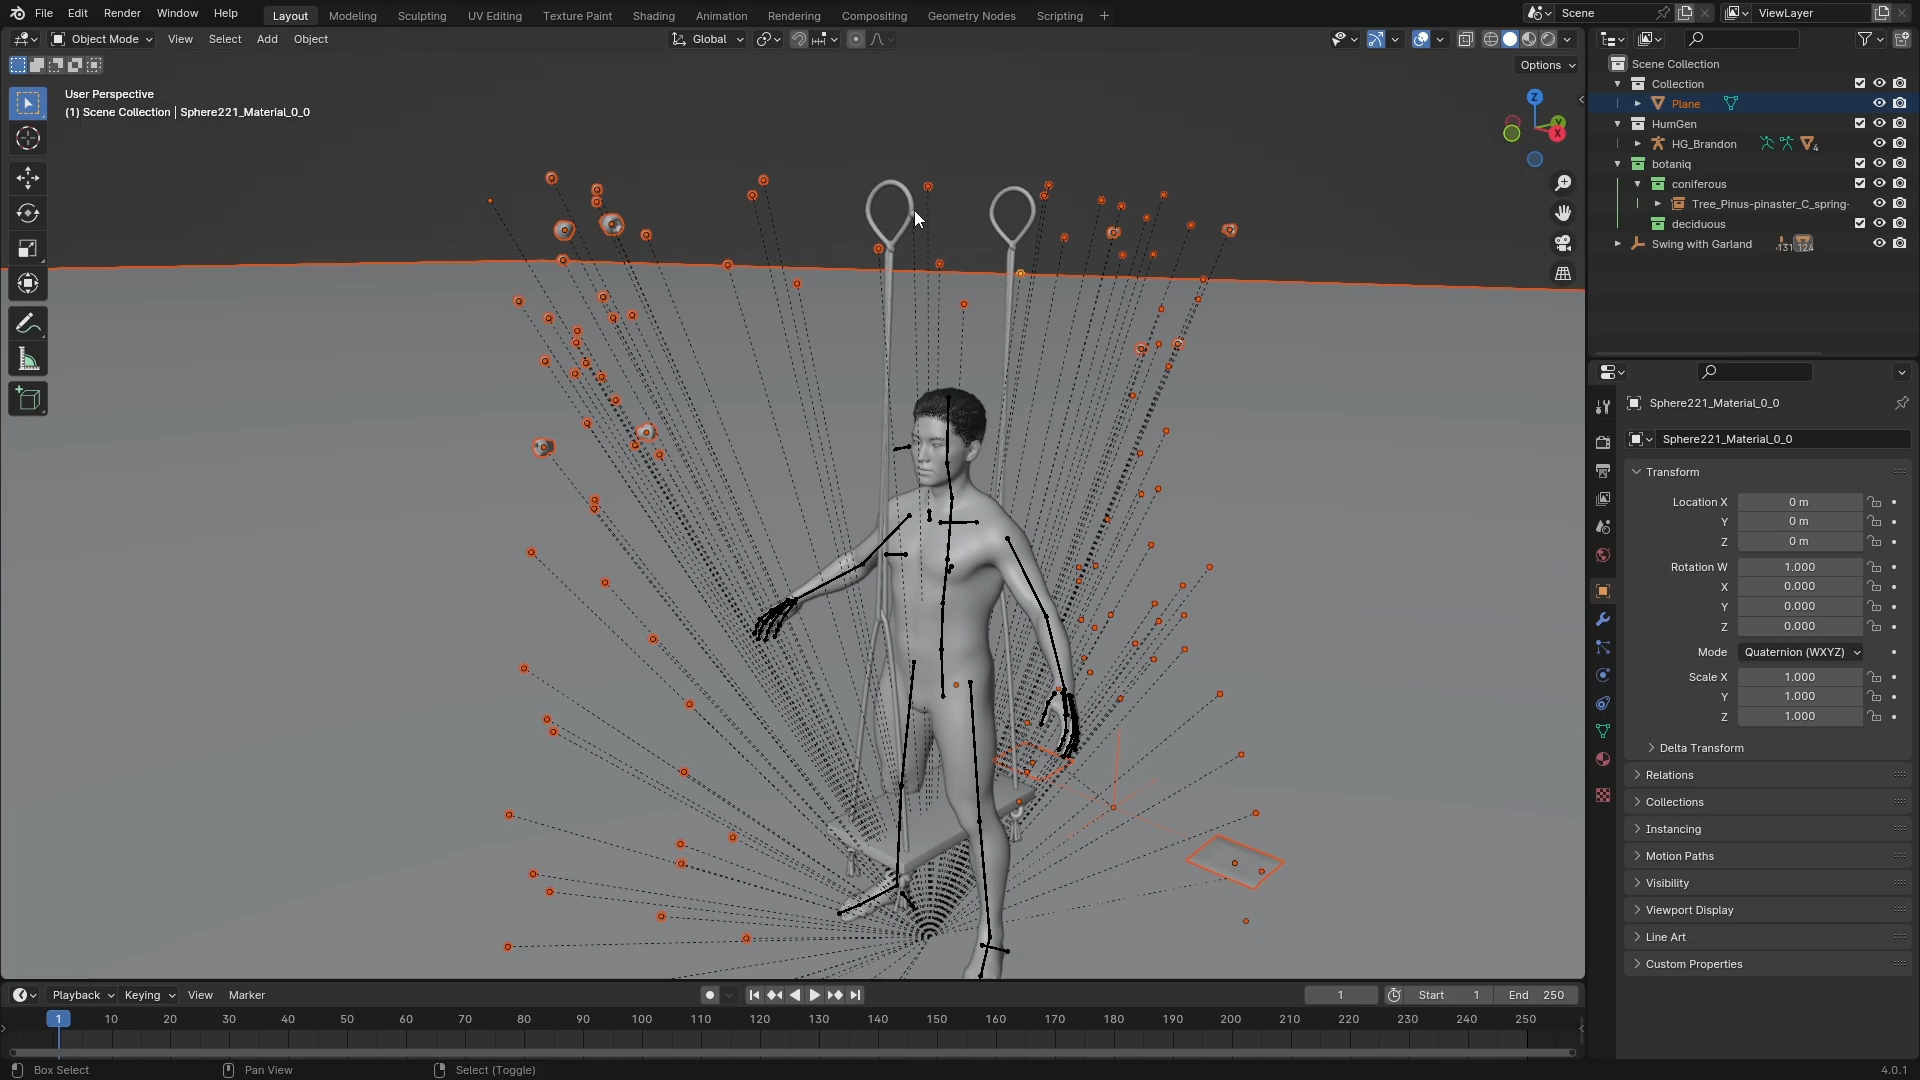 File Edit Render Window Help Layout Modeling Sculpting UV Editing Texture Paint Shading Animation Rendering Compositing Geometry Nodes Scripting + Scene ViewLayer
Object Mode View Select Add Object Global
Options
User Perspective
(1) Scene Collection | Sphere221_Material_0_0
Z
Y
X
Scene Collection
Collection
Plane
HumGen
HG_Brandon 4
botaniq
coniferous
Tree_Pinus-pinaster_C_spring-
deciduous
Swing with Garland 131 124
Sphere221_Material_0_0
Sphere221_Material_0_0
Transform
Location X 0 m
Y 0 m
Z 0 m
Rotation W 1.000
X 0.000
Y 0.000
Z 0.000
Mode Quaternion (WXYZ)
Scale X 1.000
Y 1.000
Z 1.000
Delta Transform
Relations
Collections
Instancing
Motion Paths
Visibility
Viewport Display
Line Art
Custom Properties
Playback Keying View Marker 1 Start 1 End 250
1 10 20 30 40 50 60 70 80 90 100 110 120 130 140 150 160 170 180 190 200 210 220 230 240 250
Box Select Pan View Select (Toggle) 4.0.1